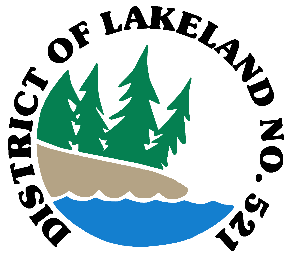 DISTRICT OF LAKELAND NO. 521